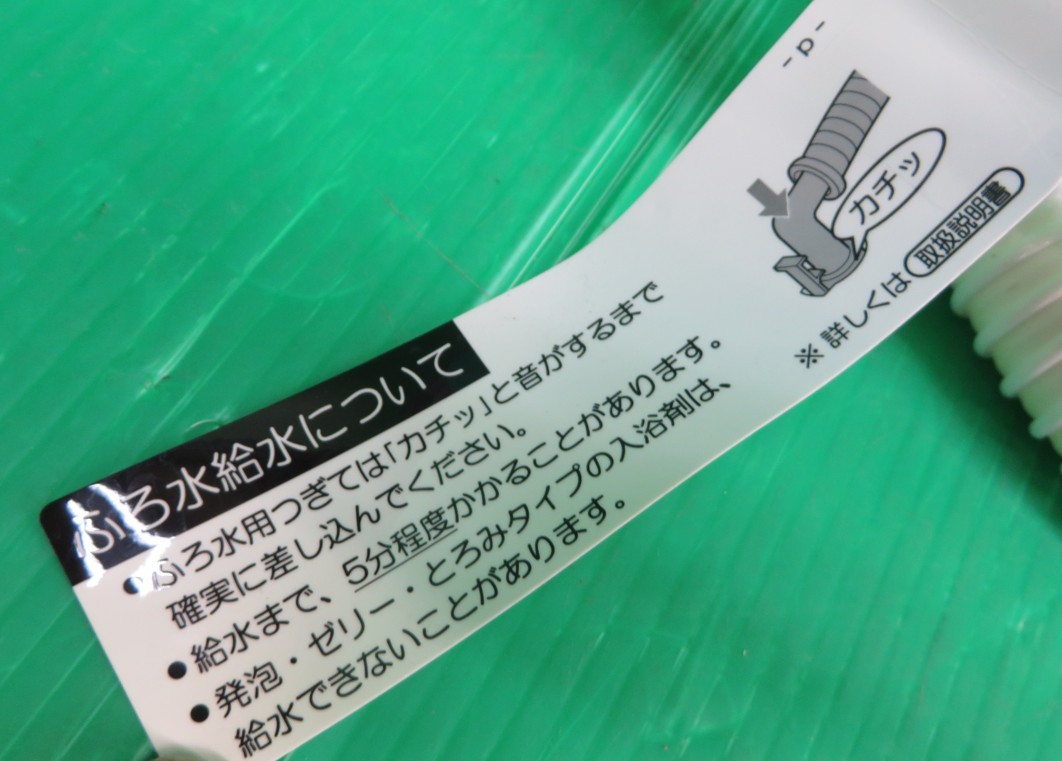 ふろ水給水について
●ふろ水用つぎては「カチッ」と音がするまで
確実に差し込んでください。
●給水まで、5分程度かかることがあります。
●発泡・ゼリー・とろみタイプの入浴剤は、
給水できないことがあります。
-p-
カチッ
※詳しくは 取扱説明書